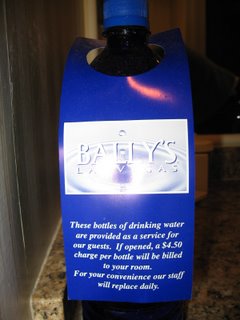 BALLY'S
LAS VEGAS
These bottles of drinking water
are provided as a service for
our guests. If opened, a $4.50
charge per bottle will be billed
to your room.
For your convenience our staff
will replace daily.